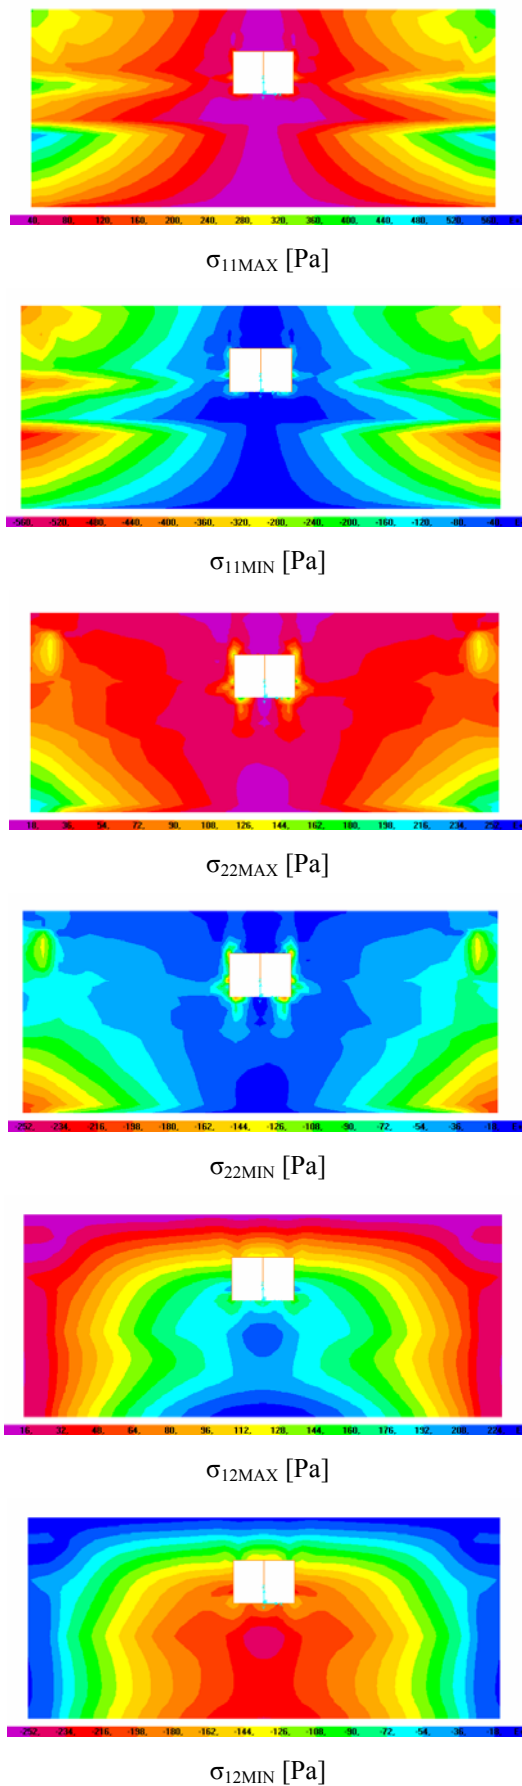 40, 80, 120, 160, 200, 240, 280, 320, 360, 400, 440, 480, 520, 560,
σ11MAX [Pa]
-560, -520, -480, -440, -400, -360, -320, -280, -240, -200, -160, -120, -80, -40,
σ11MIN [Pa]
18, 36, 54, 72, 90, 108, 126, 144, 162, 180, 198, 216, 234, 252,
σ22MAX [Pa]
-252, -234, -216, -198, -180, -162, -144, -126, -108, -90, -72, -54, -36, -18,
σ22MIN [Pa]
16, 32, 48, 64, 80, 96, 112, 128, 144, 160, 176, 192, 208, 224,
σ12MAX [Pa]
-252, -234, -216, -198, -180, -162, -144, -126, -108, -90, -72, -54, -36, -18,
σ12MIN [Pa]